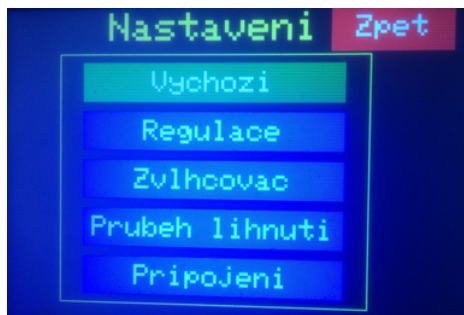 Nastaveni Zpet
Vychozi
Regulace
Zvlhcovac
Prubeh lihnuti
Pripojeni